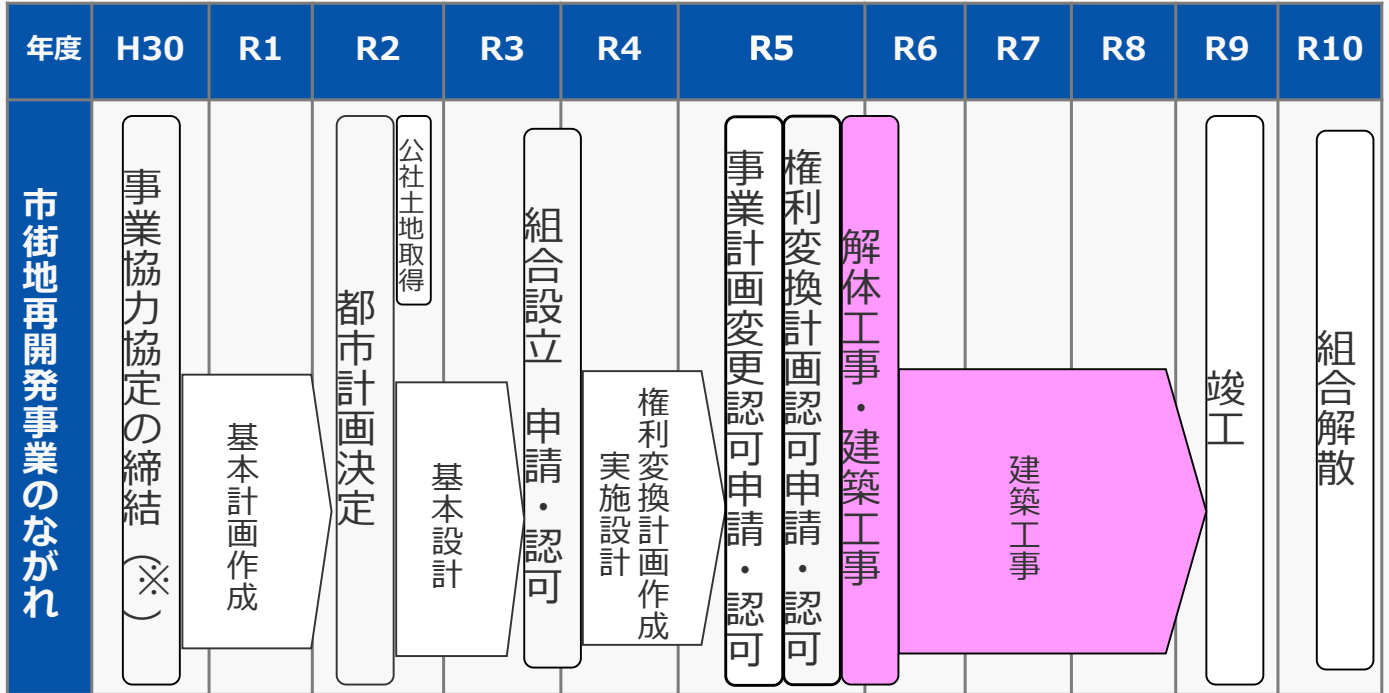 年度
H30
R1
R2
R3
R4
R5
R6
R7
R8
R9
R10
市街地再開発事業のながれ
事業協力協定の締結（※）
基本計画作成
都市計画決定
公社土地取得
基本設計
組合設立　申請・認可
権利変換計画作成
実施設計
事業計画変更認可申請・認可
権利変換計画認可申請・認可
解体工事・建築工事
建築工事
竣工
組合解散